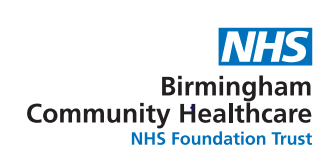 NHS
Birmingham
Community Healthcare
NHS Foundation Trust